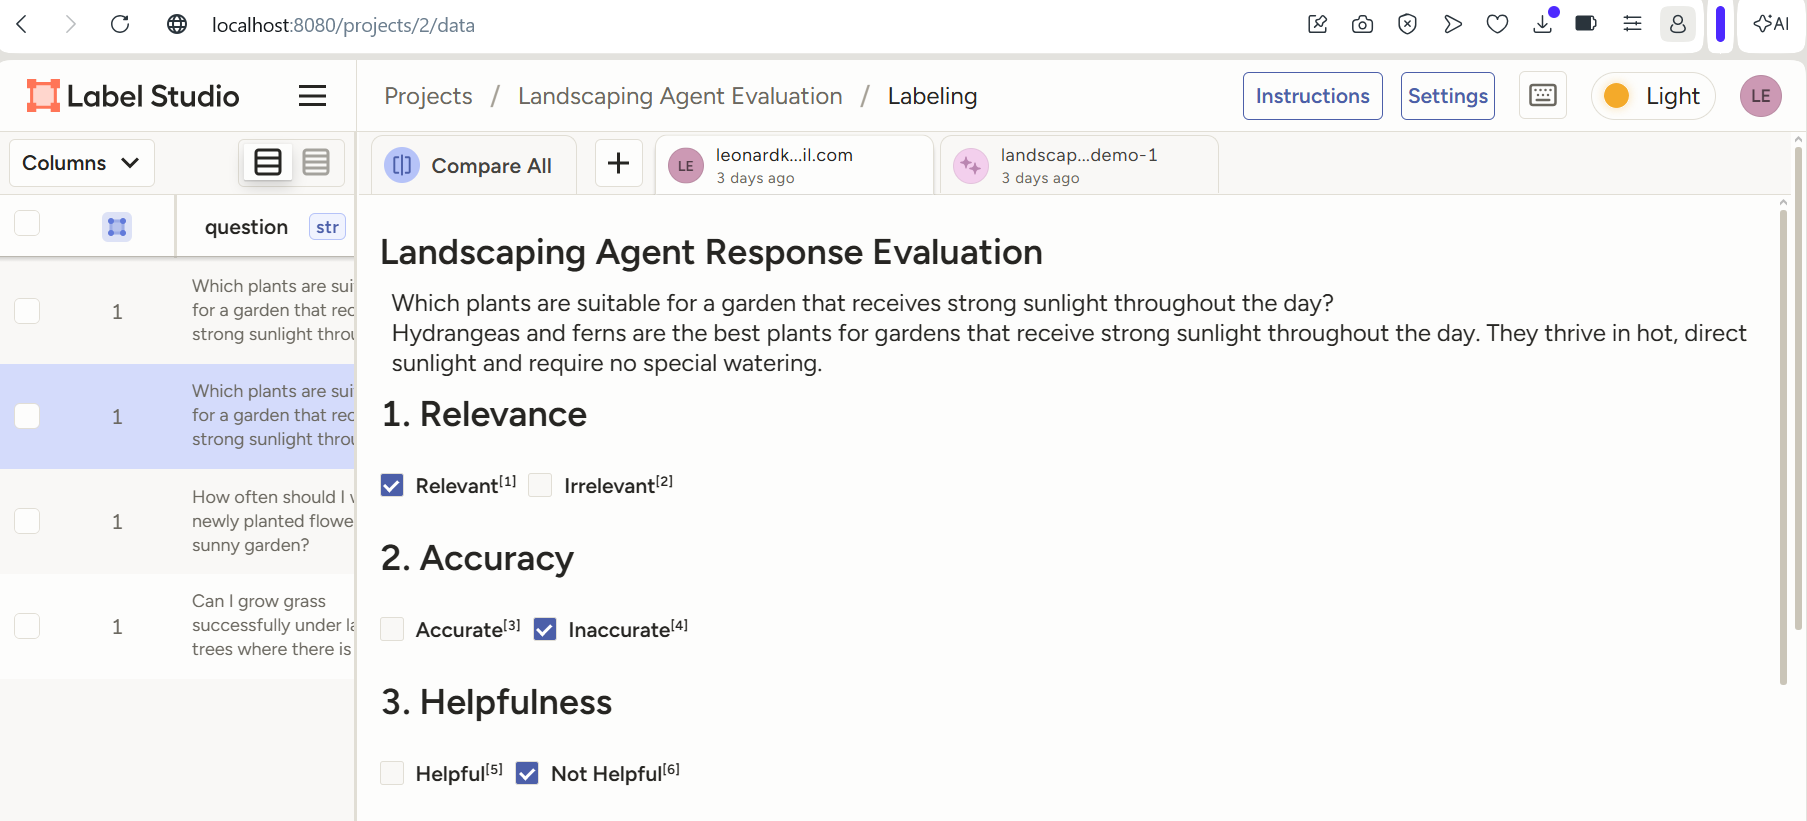 localhost:8080/projects/2/data
AI
Label Studio
Projects / Landscaping Agent Evaluation / Labeling
Instructions
Settings
Light
LE
Columns
Compare All
+
LE
leonardk...il.com
3 days ago
landscap...demo-1
3 days ago
question str
1
Which plants are sui
for a garden that rec
strong sunlight throu
1
Which plants are sui
for a garden that rec
strong sunlight throu
1
How often should I w
newly planted flowe
sunny garden?
1
Can I grow grass
successfully under la
trees where there is
Landscaping Agent Response Evaluation
Which plants are suitable for a garden that receives strong sunlight throughout the day?
Hydrangeas and ferns are the best plants for gardens that receive strong sunlight throughout the day. They thrive in hot, direct
sunlight and require no special watering.
1. Relevance
Relevant[1] Irrelevant[2]
2. Accuracy
Accurate[3] Inaccurate[4]
3. Helpfulness
Helpful[5] Not Helpful[6]